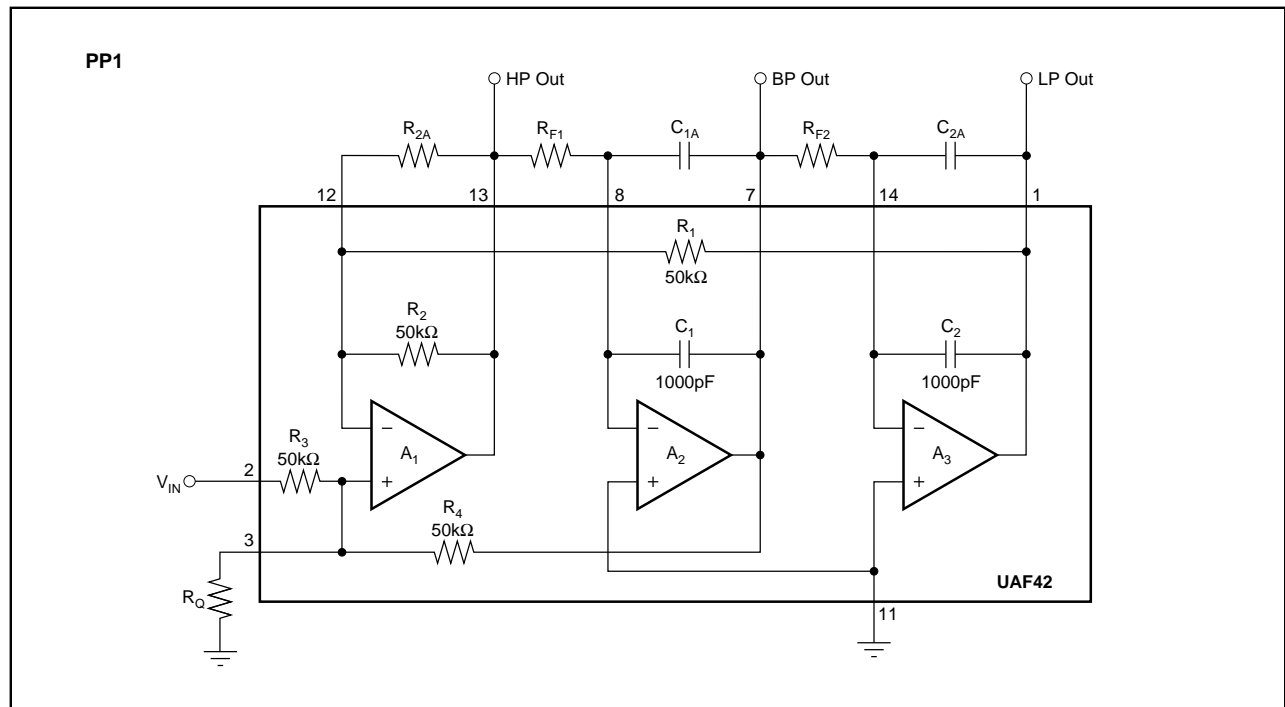 PP1
HP Out
BP Out
LP Out
R2A
RF1
C1A
RF2
C2A
12
13
8
7
14
1
R1
50kΩ
R2
50kΩ
C1
1000pF
C2
1000pF
R3
50kΩ
VIN
2
−
+
A1
−
+
A2
−
+
A3
R4
50kΩ
3
RQ
UAF42
11